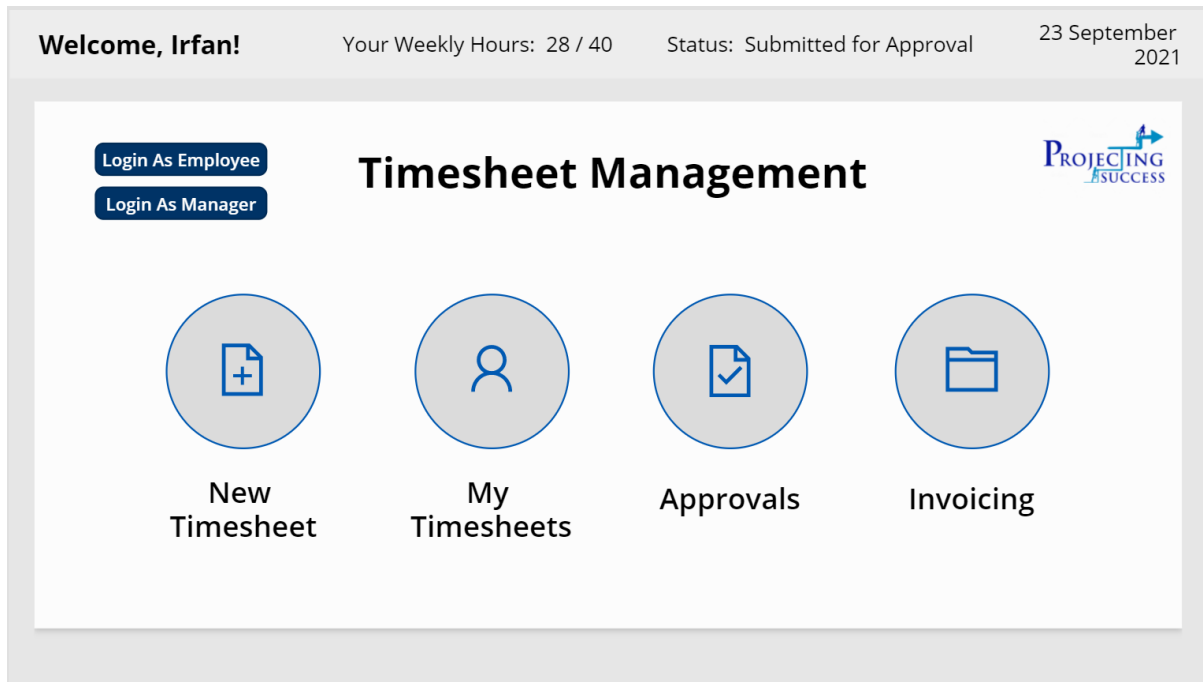 Welcome, Irfan!
Your Weekly Hours: 28 / 40
Status: Submitted for Approval
23 September
2021
Login As Employee
Login As Manager
Timesheet Management
PROJECTING
SUCCESS
New
Timesheet
My
Timesheets
Approvals
Invoicing